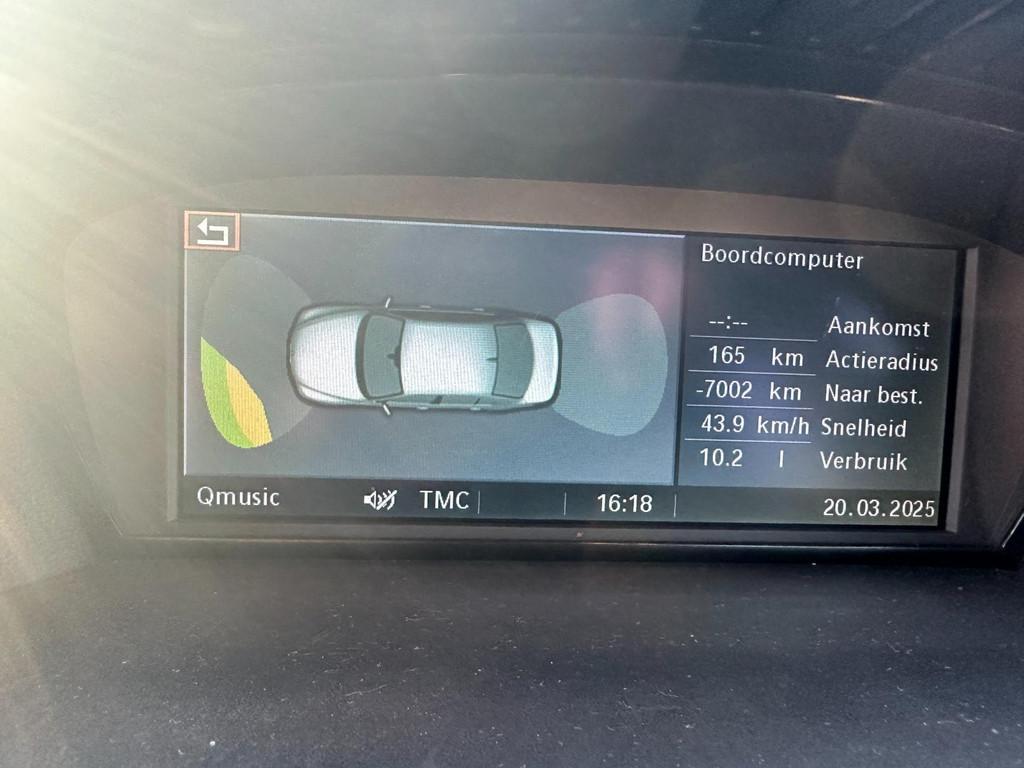 Boordcomputer
--:-- Aankomst
165 km Actieradius
-7002 km Naar best.
43.9 km/h Snelheid
10.2 l Verbruik
Qmusic TMC 16:18 20.03.2025